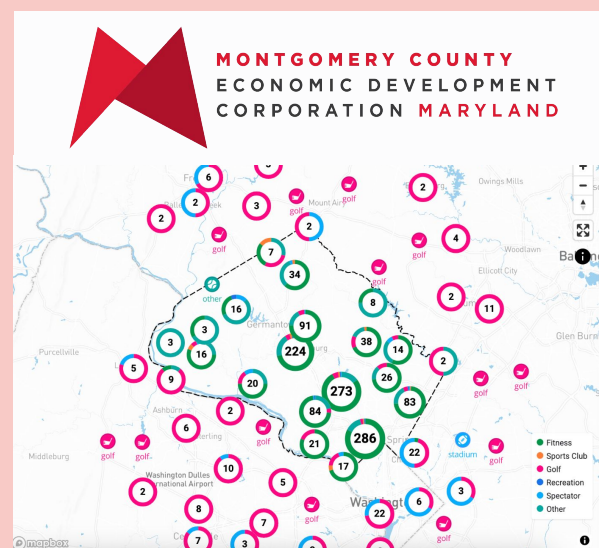 MONTGOMERY COUNTY
ECONOMIC DEVELOPMENT
CORPORATION MARYLAND
6
2
2
3
golf
golf
Mount Airy
2
Owings Mills
2
golf
golf
4
7
34
golf
Woodlawn
Ellicott City
other
16
8
2
11
3
Germantown
91
3
16
224
38
14
Glen Burn
Purcellville
5
9
20
273
26
2
golf
golf
Ashburn
2
84
83
6
golf
golf
golf
21
286
Middleburg
10
17
22
stadium
golf
Washington Dulles
International Airport
5
2
golf
Washingt
6
3
8
7
22
golf
7
3
2
4
Fitness
Sports Club
Golf
Recreation
Spectator
Other
mapbox